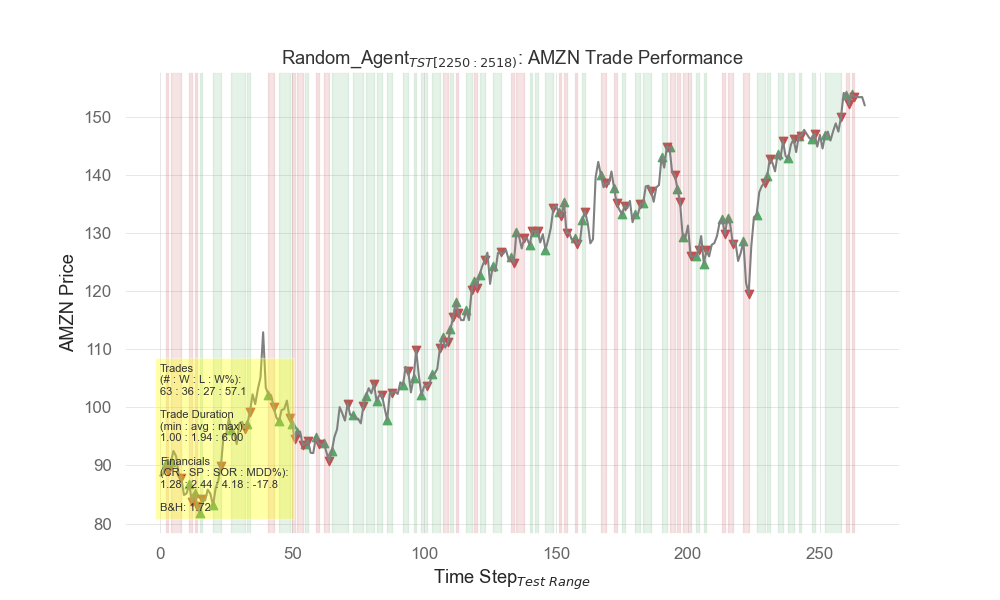 Random_Agent TST[2250 : 2518) : AMZN Trade Performance
AMZN Price
150
140
130
120
110
100
90
80
Trades
(# : W : L : W%):
63 : 36 : 27 : 57.1
Trade Duration
(min : avg : max):
1.00 : 1.94 : 6.00
Financials
(CR : SP : SOR : MDD%):
1.28 : 2.44 : 4.18 : -17.8
B&H: 1.72
0 50 100 150 200 250
Time Step Test Range